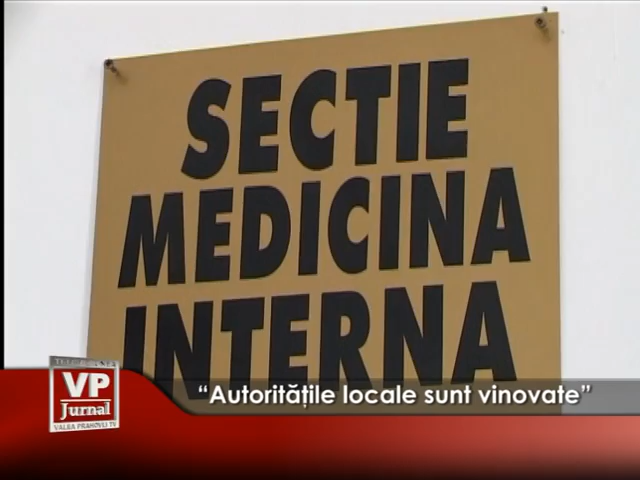 SECTIE
MEDICINA
INTERNA
“Autoritățile locale sunt vinovate”
VP
Jurnal
VALEA PRAHOVEI TV